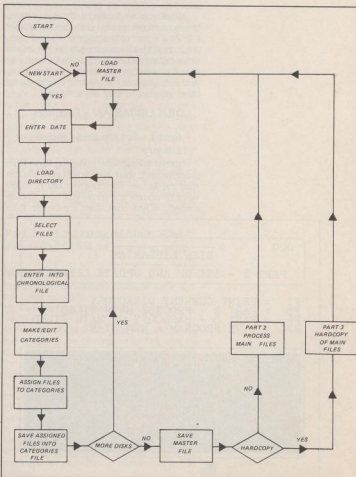 START
NEW START
NO
LOAD
MASTER
FILE
YES
ENTER DATE
LOAD
DIRECTORY
SELECT
FILES
ENTER INTO
CHRONOLOGICAL
FILE
MAKE/EDIT
CATEGORIES
ASSIGN FILES
TO CATEGORIES
SAVE ASSIGNED
FILES INTO
CATEGORIES
FILE
MORE DISKS
YES
NO
SAVE
MASTER
FILE
HARDCOPY
NO
YES
PART 2
PROCESS
MAIN FILES
PART 3
HARDCOPY
OF MAIN
FILES